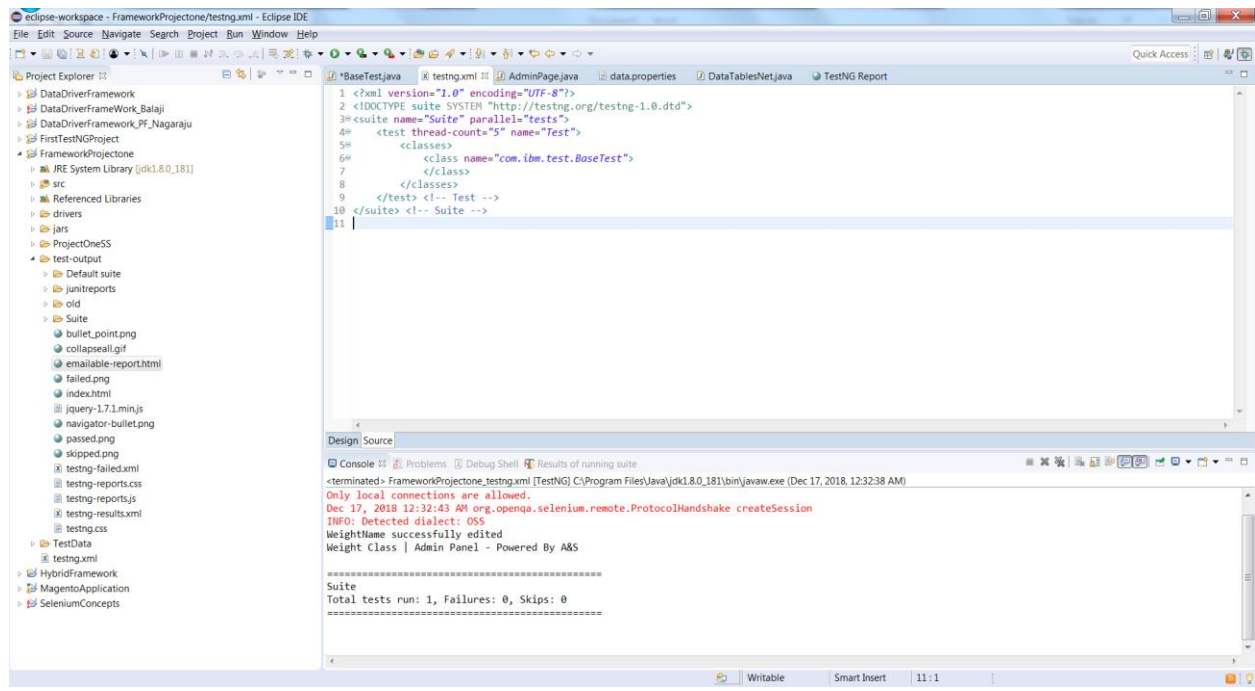 eclipse-workspace - FrameworkProjectone/testng.xml - Eclipse IDE
File Edit Source Navigate Search Project Run Window Help
Quick Access
Project Explorer
DataDriverFramework
DataDriverFrameWork_Balaji
DataDriverFramework_PF_Nagaraju
FirstTestNGProject
FrameworkProjectone
JRE System Library [jdk1.8.0_181]
src
Referenced Libraries
drivers
jars
ProjectOneSS
test-output
Default suite
junitreports
old
Suite
bullet_point.png
collapseall.gif
emailable-report.html
failed.png
index.html
jquery-1.7.1.min.js
navigator-bullet.png
passed.png
skipped.png
testng-failed.xml
testng-reports.css
testng-reports.js
testng-results.xml
testng.css
TestData
testng.xml
HybridFramework
MagentoApplication
SeleniumConcepts
*BaseTest.java testng.xml AdminPage.java data.properties DataTablesNet.java TestNG Report
1 <?xml version="1.0" encoding="UTF-8"?>
2 <!DOCTYPE suite SYSTEM "http://testng.org/testng-1.0.dtd">
3 <suite name="Suite" parallel="tests">
4 <test thread-count="5" name="Test">
5 <classes>
6 <class name="com.ibm.test.BaseTest">
7 </class>
8 </classes>
9 </test> <!-- Test -->
10 </suite> <!-- Suite -->
11
Design Source
Console Problems Debug Shell Results of running suite
<terminated> FrameworkProjectone_testng.xml [TestNG] C:\Program Files\Java\jdk1.8.0_181\bin\javaw.exe (Dec 17, 2018, 12:32:38 AM)
Only local connections are allowed.
Dec 17, 2018 12:32:43 AM org.openqa.selenium.remote.ProtocolHandshake createSession
INFO: Detected dialect: OSS
WeightName successfully edited
Weight Class | Admin Panel - Powered By A&S
===============================================
Suite
Total tests run: 1, Failures: 0, Skips: 0
===============================================
Writable Smart Insert 11 : 1